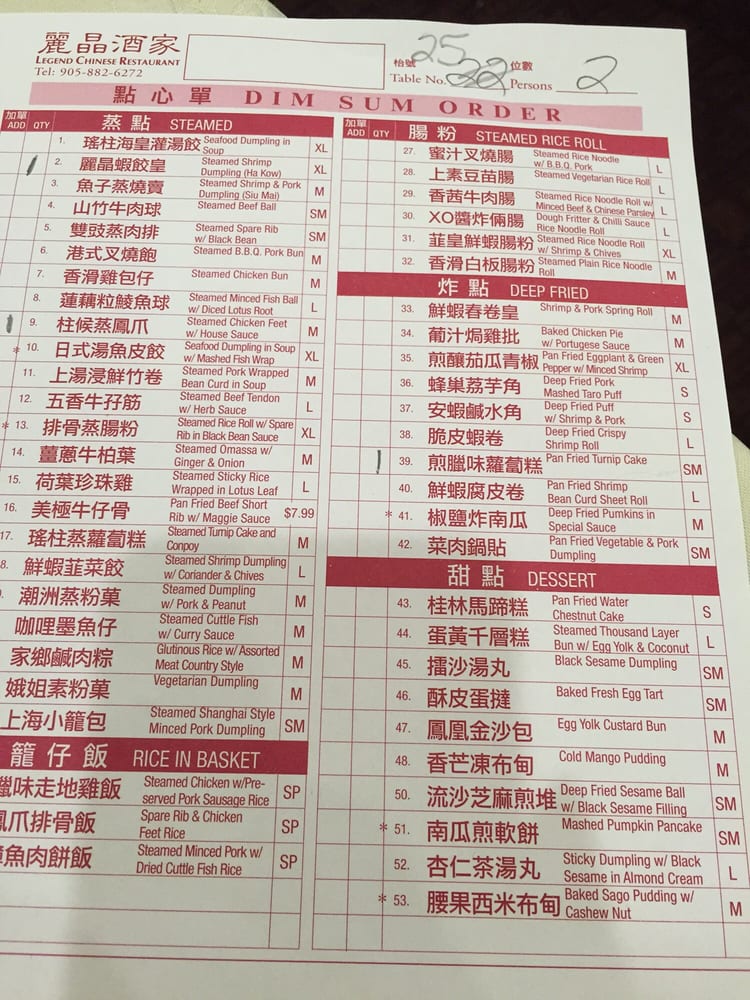 麗晶酒家
LEGEND CHINESE RESTAURANT
Tel: 905-882-6272
枱號 25 22 位數
Table No. Persons 2
點心單 DIM SUM ORDER
加單 ADD QTY 蒸點 STEAMED
1. 瑤柱海皇灌湯餃 Seafood Dumpling in Soup XL
2. 麗晶蝦餃皇 Steamed Shrimp Dumpling (Ha Kow) XL
3. 魚子蒸燒賣 Steamed Shrimp & Pork Dumpling (Siu Mai) M
4. 山竹牛肉球 Steamed Beef Ball SM
5. 雙豉蒸肉排 Steamed Spare Rib w/ Black Bean SM
6. 港式叉燒飽 Steamed B.B.Q. Pork Bun M
7. 香滑雞包仔 Steamed Chicken Bun M
8. 蓮藕粒鯪魚球 Steamed Minced Fish Ball w/ Diced Lotus Root L
9. 柱候蒸鳳爪 Steamed Chicken Feet w/ House Sauce M
* 10. 日式湯魚皮餃 Seafood Dumpling in Soup w/ Mashed Fish Wrap XL
11. 上湯浸鮮竹卷 Steamed Pork Wrapped Bean Curd in Soup M
12. 五香牛孖筋 Steamed Beef Tendon w/ Herb Sauce L
* 13. 排骨蒸腸粉 Steamed Rice Roll w/ Spare Rib in Black Bean Sauce XL
14. 薑蔥牛柏葉 Steamed Omassa w/ Ginger & Onion M
15. 荷葉珍珠雞 Steamed Sticky Rice Wrapped in Lotus Leaf L
16. 美極牛仔骨 Pan Fried Beef Short Rib w/ Maggie Sauce $7.99
17. 瑤柱蒸蘿蔔糕 Steamed Turnip Cake and Conpoy M
8. 鮮蝦韮菜餃 Steamed Shrimp Dumpling w/ Coriander & Chives L
潮洲蒸粉菓 Steamed Dumpling w/ Pork & Peanut M
咖哩墨魚仔 Steamed Cuttle Fish w/ Curry Sauce M
家鄉鹹肉粽 Glutinous Rice w/ Assorted Meat Country Style M
娥姐素粉菓 Vegetarian Dumpling M
上海小籠包 Steamed Shanghai Style Minced Pork Dumpling SM
籠仔飯 RICE IN BASKET
味走地雞飯 Steamed Chicken w/Preserved Pork Sausage Rice SP
爪排骨飯 Spare Rib & Chicken Feet Rice SP
魚肉餅飯 Steamed Minced Pork w/ Dried Cuttle Fish Rice SP
加單 ADD QTY 腸粉 STEAMED RICE ROLL
27. 蜜汁叉燒腸 Steamed Rice Noodle w/ B.B.Q. Pork L
28. 上素豆苗腸 Steamed Vegetarian Rice Roll L
29. 香茜牛肉腸 Steamed Rice Noodle Roll w/ Minced Beef & Chinese Parsley L
30. XO醬炸倆腸 Dough Fritter & Chilli Sauce Rice Noodle Roll L
31. 韮皇鮮蝦腸粉 Steamed Rice Noodle Roll w/ Shrimp & Chives XL
32. 香滑白板腸粉 Steamed Plain Rice Noodle Roll M
炸點 DEEP FRIED
33. 鮮蝦春卷皇 Shrimp & Pork Spring Roll M
34. 葡汁焗雞批 Baked Chicken Pie w/ Portugese Sauce M
35. 煎釀茄瓜青椒 Pan Fried Eggplant & Green Pepper w/ Minced Shrimp XL
36. 蜂巢荔芋角 Deep Fried Pork Mashed Taro Puff S
37. 安蝦鹹水角 Deep Fried Puff w/ Shrimp & Pork S
38. 脆皮蝦卷 Deep Fried Crispy Shrimp Roll L
39. 煎臘味蘿蔔糕 Pan Fried Turnip Cake SM
40. 鮮蝦腐皮卷 Pan Fried Shrimp Bean Curd Sheet Roll L
* 41. 椒鹽炸南瓜 Deep Fried Pumkins in Special Sauce M
42. 菜肉鍋貼 Pan Fried Vegetable & Pork Dumpling SM
甜點 DESSERT
43. 桂林馬蹄糕 Pan Fried Water Chestnut Cake S
44. 蛋黃千層糕 Steamed Thousand Layer Bun w/ Egg Yolk & Coconut L
45. 擂沙湯丸 Black Sesame Dumpling SM
46. 酥皮蛋撻 Baked Fresh Egg Tart SM
47. 鳳凰金沙包 Egg Yolk Custard Bun M
48. 香芒凍布甸 Cold Mango Pudding M
50. 流沙芝麻煎堆 Deep Fried Sesame Ball w/ Black Sesame Filling SM
* 51. 南瓜煎軟餅 Mashed Pumpkin Pancake SM
52. 杏仁茶湯丸 Sticky Dumpling w/ Black Sesame in Almond Cream L
* 53. 腰果西米布甸 Baked Sago Pudding w/ Cashew Nut M